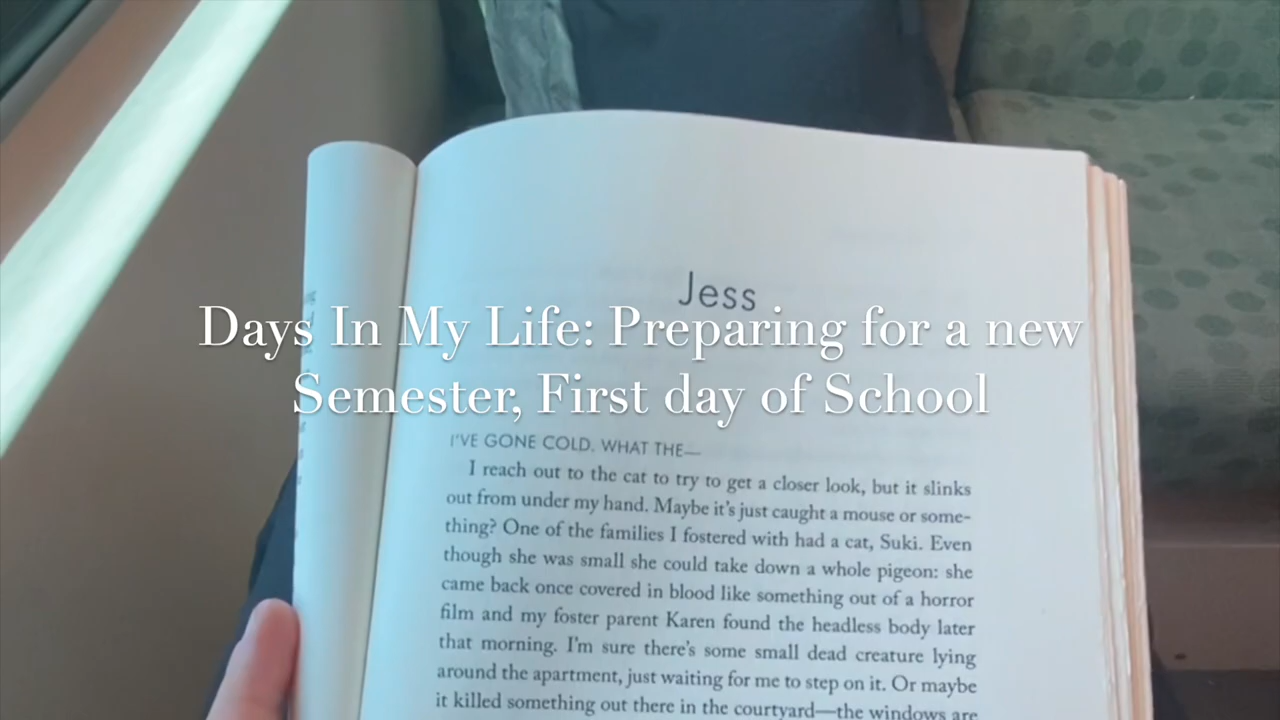 Jess
Days In My Life: Preparing for a new
Semester, First day of School
I'VE GONE COLD. WHAT THE—
I reach out to the cat to try to get a closer look, but it slinks
out from under my hand. Maybe it's just caught a mouse or some-
thing? One of the families I fostered with had a cat, Suki. Even
though she was small she could take down a whole pigeon: she
came back once covered in blood like something out of a horror
film and my foster parent Karen found the headless body later
that morning. I'm sure there's some small dead creature lying
around the apartment, just waiting for me to step on it. Or maybe
it killed something out there in the courtyard—the windows are